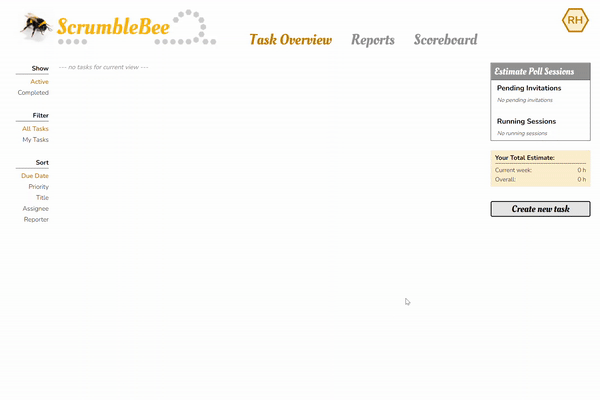 ScrumbleBee
Task Overview Reports Scoreboard
RH
Show
Active
Completed
Filter
All Tasks
My Tasks
Sort
Due Date
Priority
Title
Assignee
Reporter
--- no tasks for current view ---
Estimate Poll Sessions
Pending Invitations
No pending invitations
Running Sessions
No running sessions
Your Total Estimate:
Current week: 0 h
Overall: 0 h
Create new task